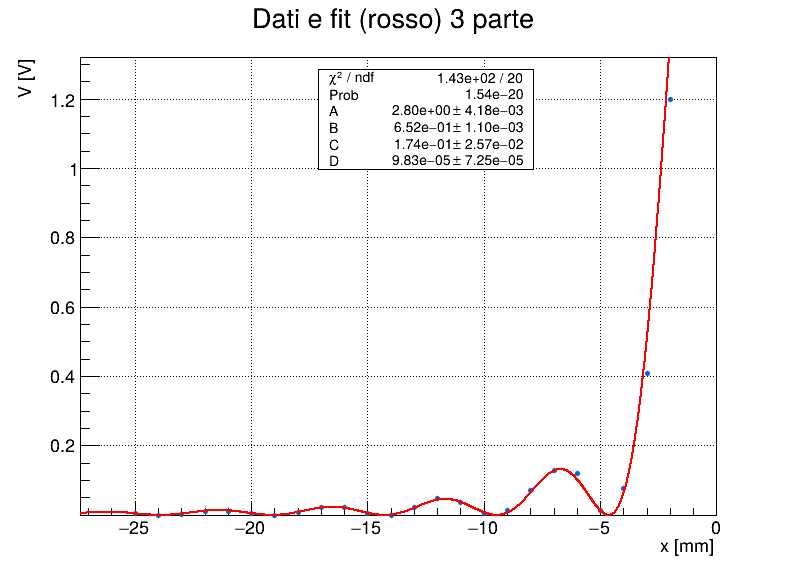 Dati e fit (rosso) 3 parte
V [V]
χ² / ndf 1.43e+02 / 20
Prob 1.54e−20
A 2.80e+00 ± 4.18e−03
B 6.52e−01 ± 1.10e−03
C 1.74e−01 ± 2.57e−02
D 9.83e−05 ± 7.25e−05
1.2
1
0.8
0.6
0.4
0.2
−25 −20 −15 −10 −5 0
x [mm]